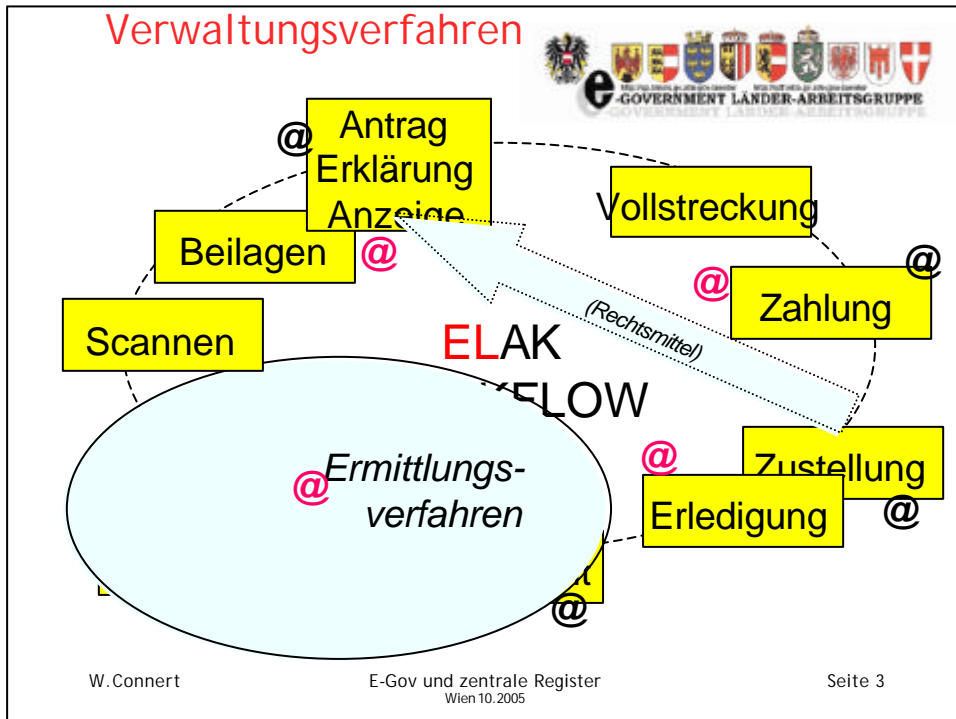 Verwaltungsverfahren
e-GOVERNMENT LÄNDER-ARBEITSGRUPPE
@
Antrag
Erklärung
Anzeige
Vollstreckung
Beilagen
@
@
@
Zahlung
(Rechtsmittel)
Scannen
ELAK
FLOW
@
Zustellung
@
Ermittlungs-
verfahren
@
Erledigung
@
W.Connert
E-Gov und zentrale Register
Seite 3
Wien 10.2005